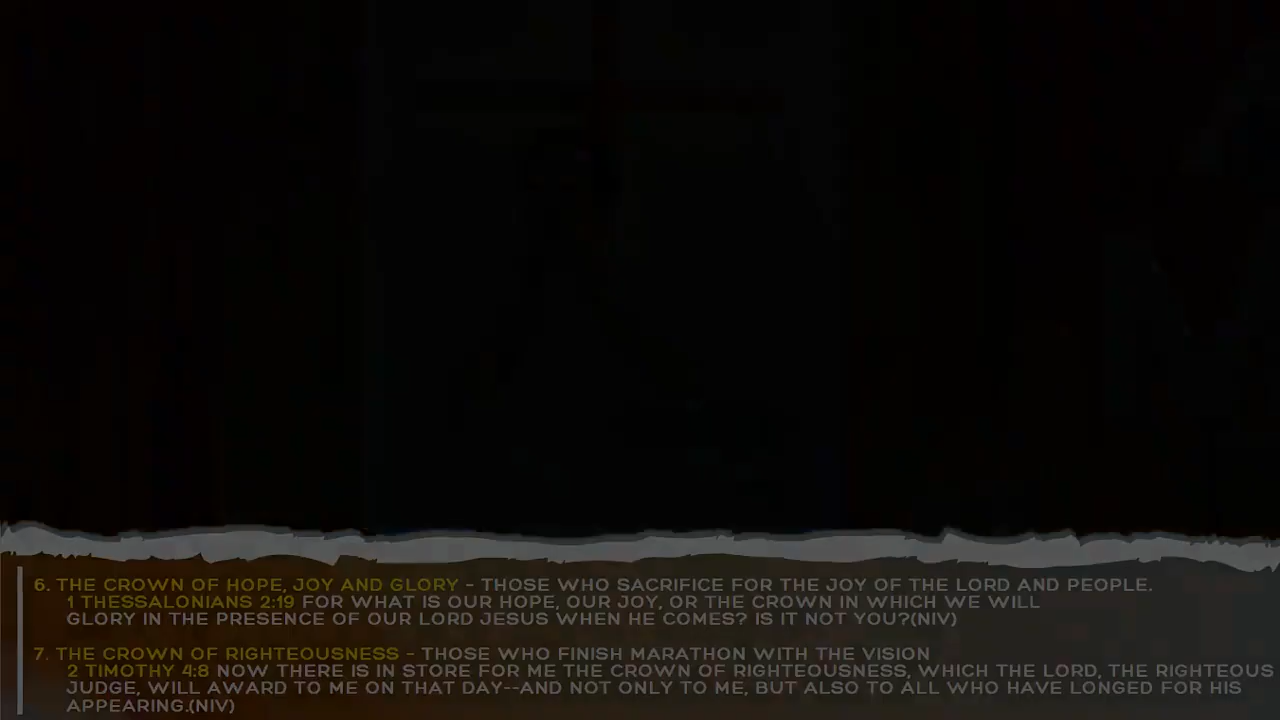 6. THE CROWN OF HOPE, JOY AND GLORY - THOSE WHO SACRIFICE FOR THE JOY OF THE LORD AND PEOPLE.
1 THESSALONIANS 2:19 FOR WHAT IS OUR HOPE, OUR JOY, OR THE CROWN IN WHICH WE WILL
GLORY IN THE PRESENCE OF OUR LORD JESUS WHEN HE COMES? IS IT NOT YOU?(NIV)
7. THE CROWN OF RIGHTEOUSNESS - THOSE WHO FINISH MARATHON WITH THE VISION
2 TIMOTHY 4:8 NOW THERE IS IN STORE FOR ME THE CROWN OF RIGHTEOUSNESS, WHICH THE LORD, THE RIGHTEOUS
JUDGE, WILL AWARD TO ME ON THAT DAY--AND NOT ONLY TO ME, BUT ALSO TO ALL WHO HAVE LONGED FOR HIS
APPEARING.(NIV)